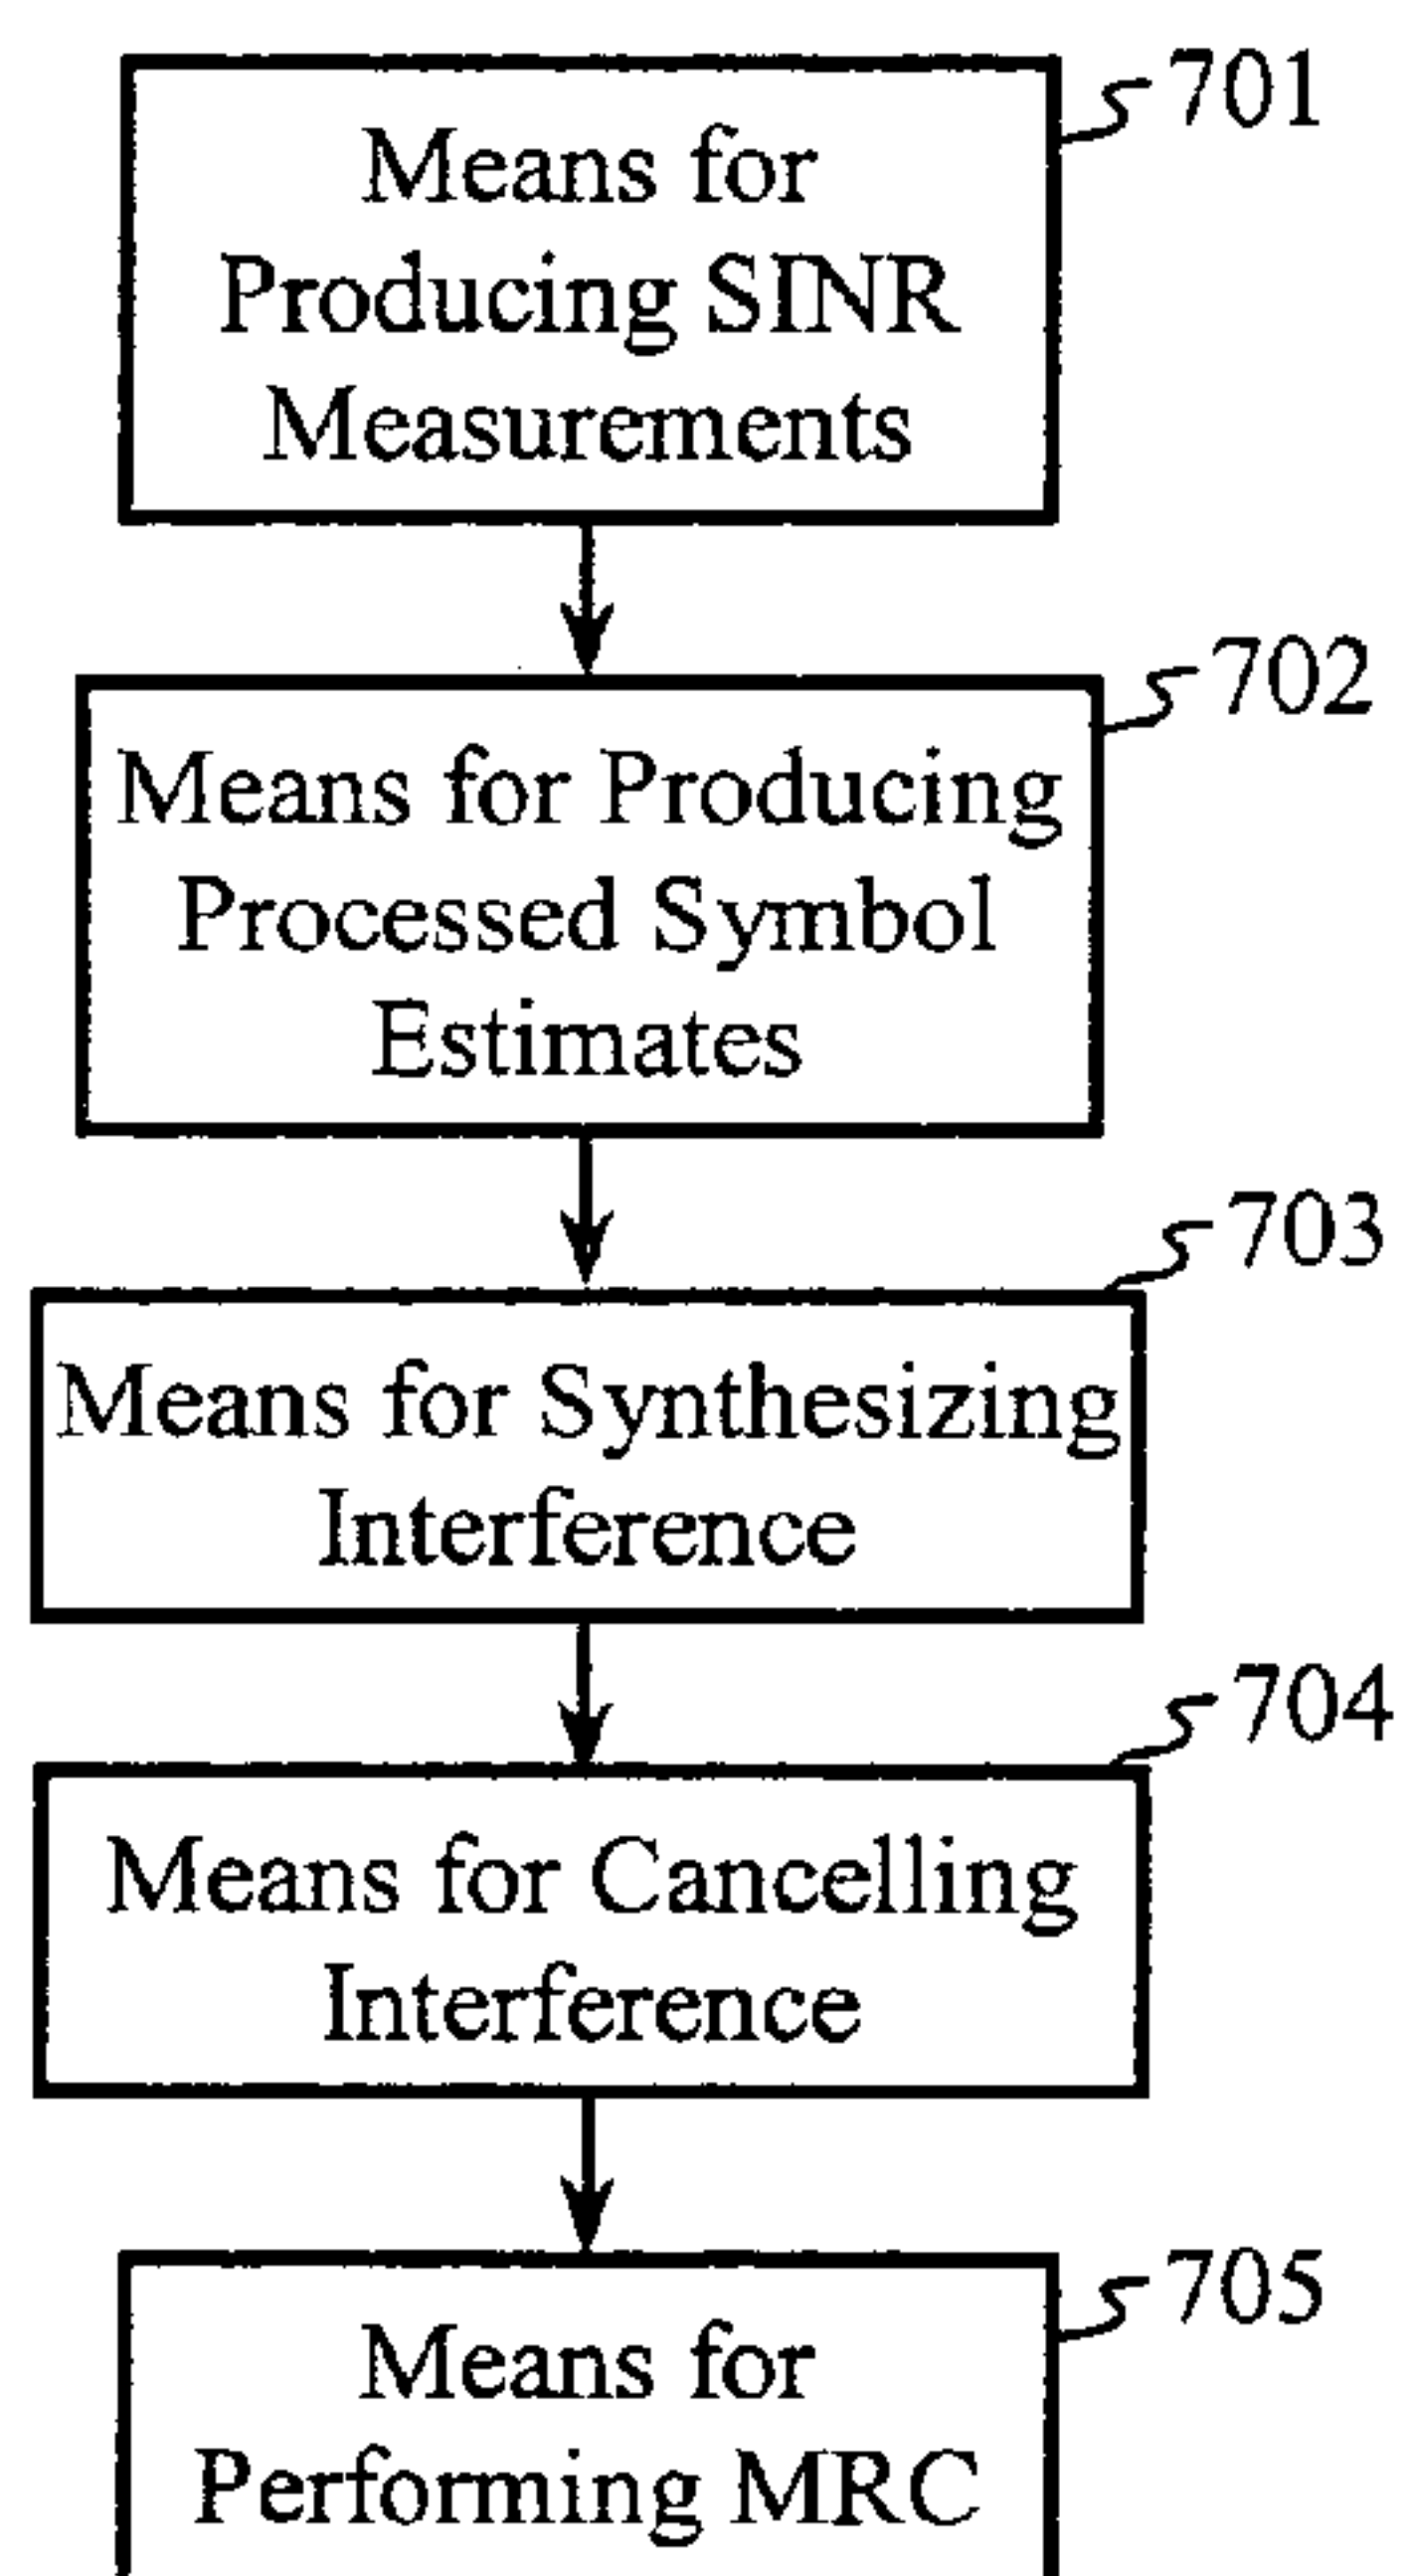 701
Means for
Producing SINR
Measurements
702
Means for Producing
Processed Symbol
Estimates
703
Means for Synthesizing
Interference
704
Means for Cancelling
Interference
705
Means for
Performing MRC